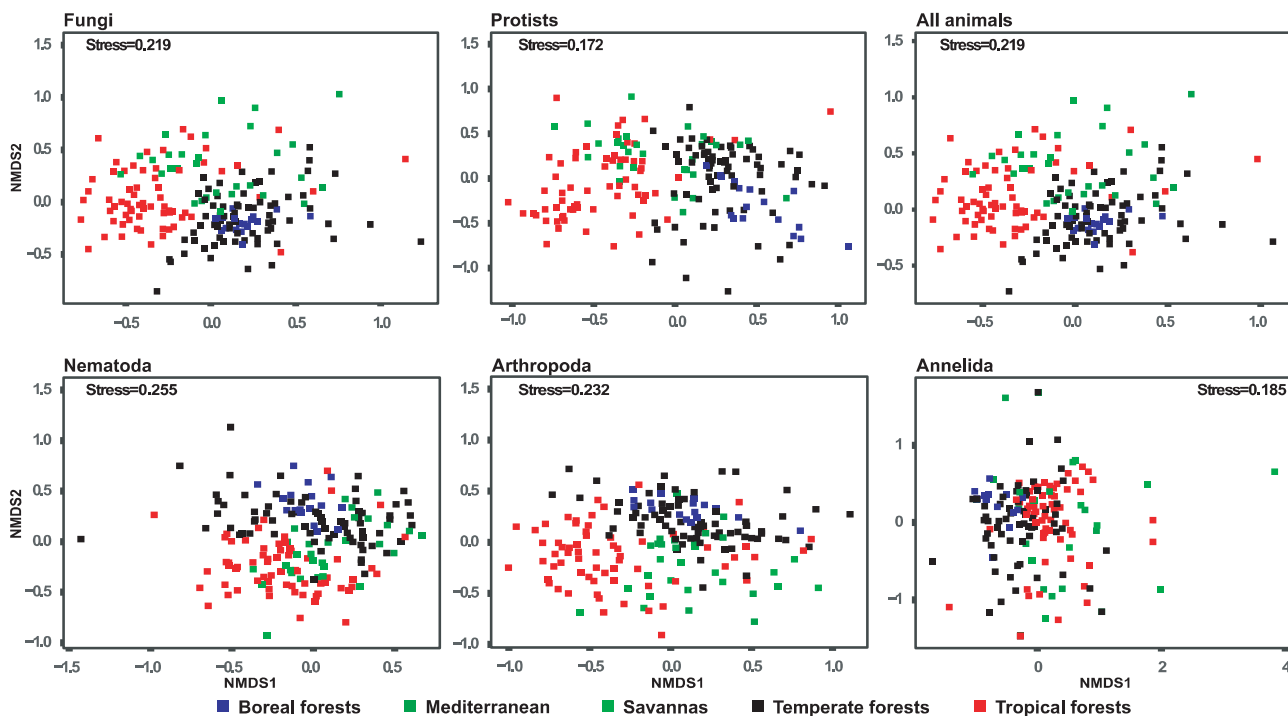 Fungi
Stress=0.219
1.5
1.0
0.5
0.0
−0.5
−0.5
0.0
0.5
1.0
NMDS2
Protists
Stress=0.172
1.5
1.0
0.5
0.0
−0.5
−1.0
−1.0
−0.5
0.0
0.5
1.0
All animals
Stress=0.219
1.5
1.0
0.5
0.0
−0.5
−0.5
0.0
0.5
1.0
Nematoda
Stress=0.255
1.5
1.0
0.5
0.0
−0.5
−1.0
−1.5
−1.0
−0.5
0.0
0.5
NMDS2
NMDS1
Arthropoda
Stress=0.232
1.5
1.0
0.5
0.0
−0.5
−1.0
−1.0
−0.5
0.0
0.5
1.0
NMDS1
Annelida
Stress=0.185
1
0
−1
0
2
4
NMDS1
Boreal forests
Mediterranean
Savannas
Temperate forests
Tropical forests